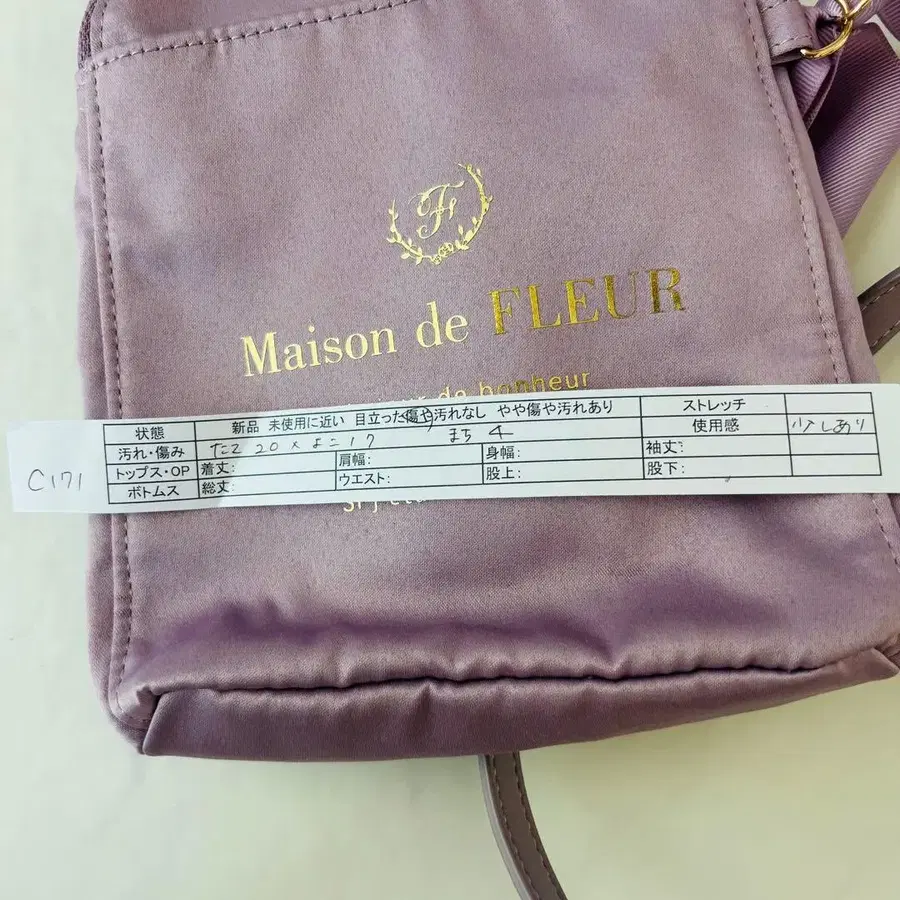 F
Maison de FLEUR
de bonheur
C171
状態 新品 未使用に近い 目立った傷や汚れなし やや傷や汚れあり ストレッチ
汚れ・傷み たて20×よこ17 まち4 使用感 少しあり
トップス・OP 着丈: 肩幅: 身幅: 袖丈:
ボトムス 総丈: ウエスト: 股上: 股下: